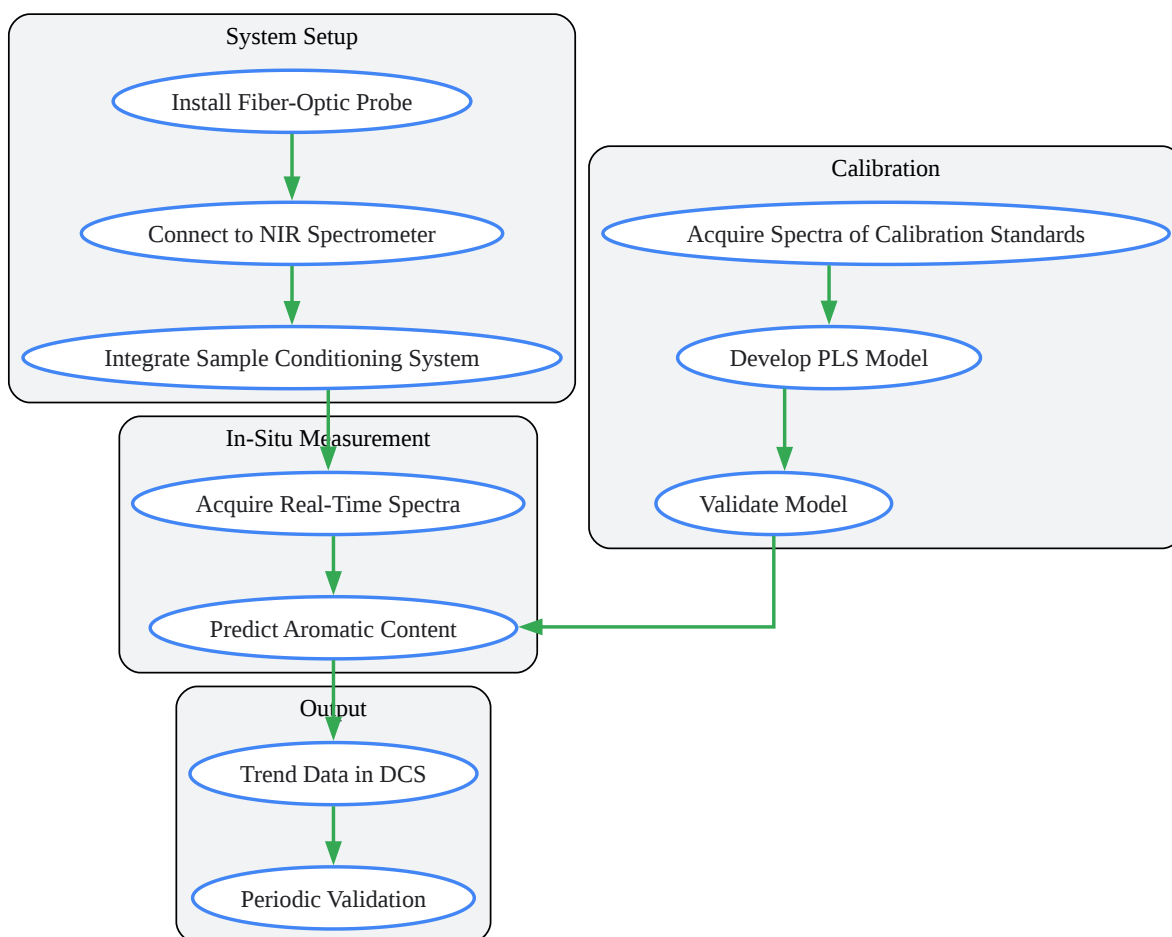 System Setup
Install Fiber-Optic Probe
Connect to NIR Spectrometer
Integrate Sample Conditioning System
Calibration
Acquire Spectra of Calibration Standards
Develop PLS Model
Validate Model
In-Situ Measurement
Acquire Real-Time Spectra
Predict Aromatic Content
Output
Trend Data in DCS
Periodic Validation